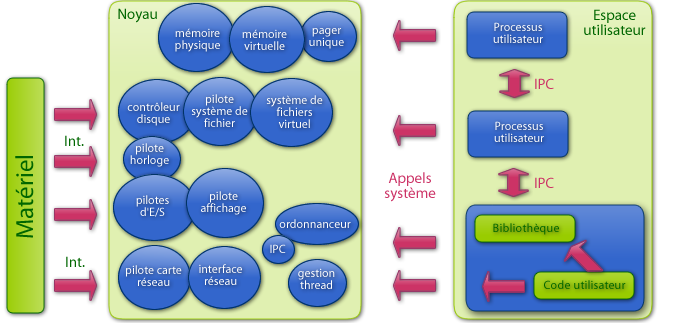 Noyau
mémoire
physique
mémoire
virtuelle
pager
unique
contrôleur
disque
pilote
système de
fichier
système de
fichiers
virtuel
pilote
horloge
pilotes
d'E/S
pilote
affichage
ordonnanceur
IPC
pilote carte
réseau
interface
réseau
gestion
thread
Matériel
Int.
Int.
Appels
système
Espace
utilisateur
Processus
utilisateur
IPC
Processus
utilisateur
IPC
Bibliothèque
Code utilisateur